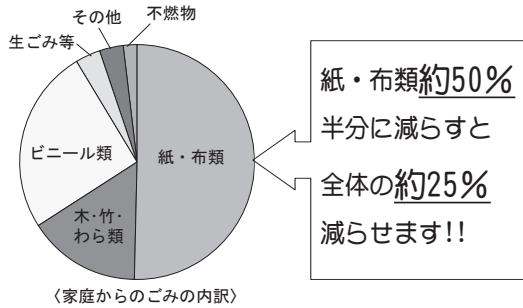 その他
不燃物
生ごみ等
ビニール類
紙・布類
木・竹・
わら類
〈家庭からのごみの内訳〉
紙・布類約50%
半分に減らすと
全体の約25%
減らせます!!